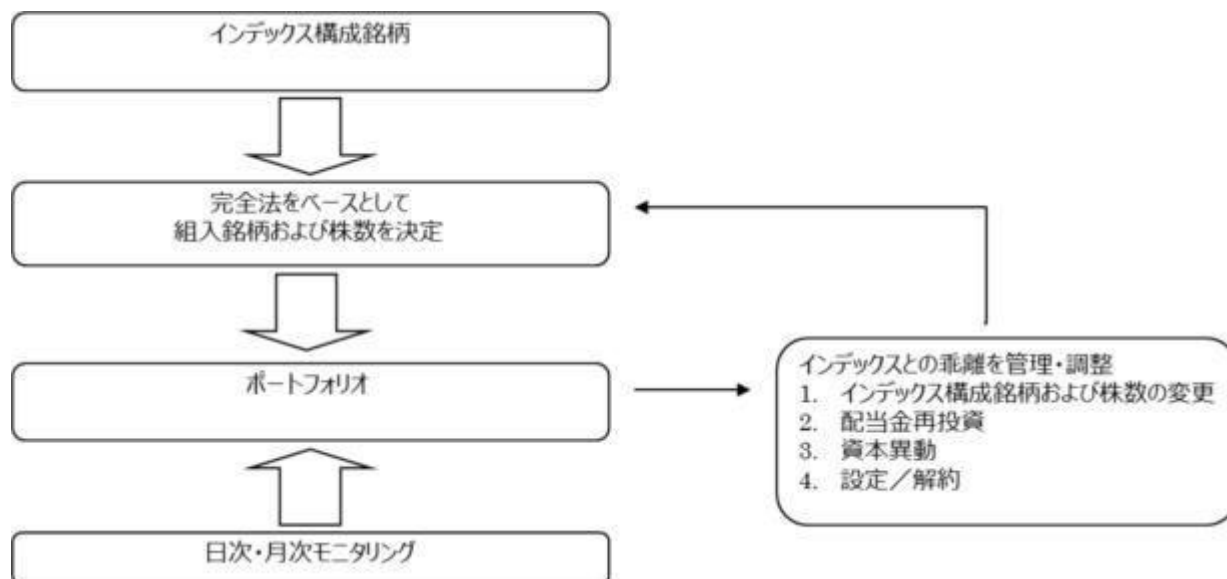 インデックス構成銘柄
完全法をベースとして
組入銘柄および株数を決定
ポートフォリオ
インデックスとの乖離を管理・調整
1. インデックス構成銘柄および株数の変更
2. 配当金再投資
3. 資本異動
4. 設定／解約
日次・月次モニタリング